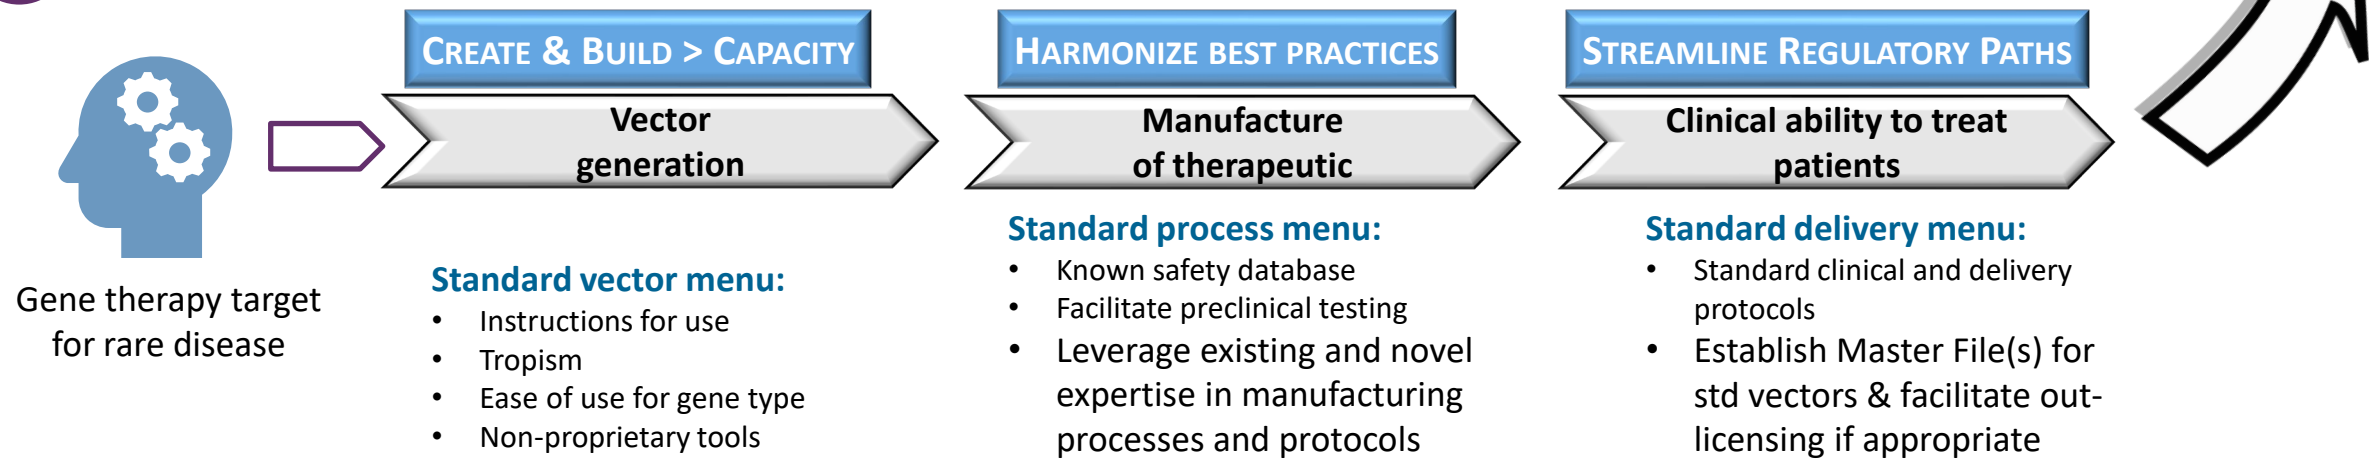 Gene therapy target
for rare disease
CREATE & BUILD > CAPACITY
Vector
generation
Standard vector menu:
• Instructions for use
• Tropism
• Ease of use for gene type
• Non-proprietary tools
HARMONIZE BEST PRACTICES
Manufacture
of therapeutic
Standard process menu:
• Known safety database
• Facilitate preclinical testing
• Leverage existing and novel
expertise in manufacturing
processes and protocols
STREAMLINE REGULATORY PATHS
Clinical ability to treat
patients
Standard delivery menu:
• Standard clinical and delivery
protocols
• Establish Master File(s) for
std vectors & facilitate out-
licensing if appropriate